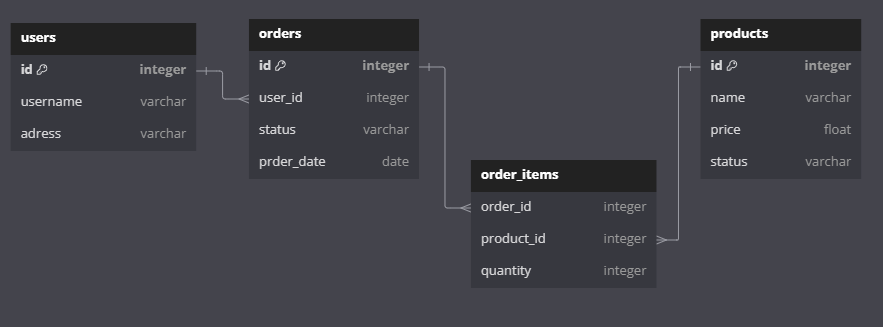 users
id integer
username varchar
adress varchar
orders
id integer
user_id integer
status varchar
prder_date date
order_items
order_id integer
product_id integer
quantity integer
products
id integer
name varchar
price float
status varchar